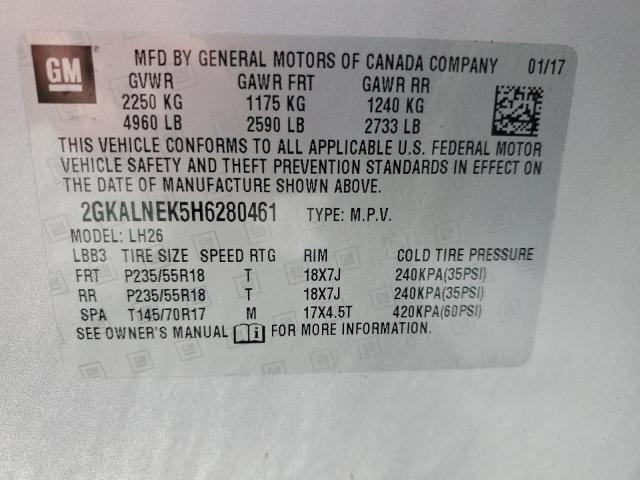 GM
MFD BY GENERAL MOTORS OF CANADA COMPANY 01/17
GVWR GAWR FRT GAWR RR
2250 KG 1175 KG 1240 KG
4960 LB 2590 LB 2733 LB
THIS VEHICLE CONFORMS TO ALL APPLICABLE U.S. FEDERAL MOTOR
VEHICLE SAFETY AND THEFT PREVENTION STANDARDS IN EFFECT ON
THE DATE OF MANUFACTURE SHOWN ABOVE.
2GKALNEK5H6280461 TYPE: M.P.V.
MODEL: LH26
LBB3 TIRE SIZE SPEED RTG RIM COLD TIRE PRESSURE
FRT P235/55R18 T 18X7J 240KPA(35PSI)
RR P235/55R18 T 18X7J 240KPA(35PSI)
SPA T145/70R17 M 17X4.5T 420KPA(60PSI)
SEE OWNER'S MANUAL FOR MORE INFORMATION.